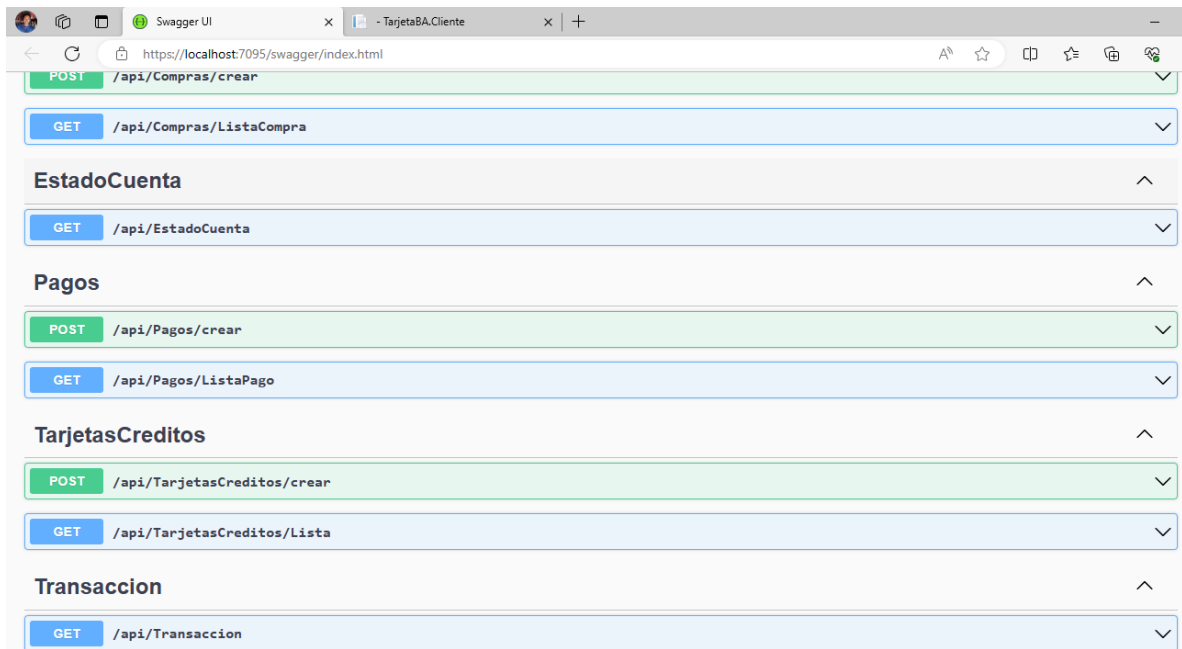 Swagger UI
- TarjetaBA.Cliente
https://localhost:7095/swagger/index.html
POST /api/Compras/crear
GET /api/Compras/ListaCompra
EstadoCuenta
GET /api/EstadoCuenta
Pagos
POST /api/Pagos/crear
GET /api/Pagos/ListaPago
TarjetasCreditos
POST /api/TarjetasCreditos/crear
GET /api/TarjetasCreditos/Lista
Transaccion
GET /api/Transaccion